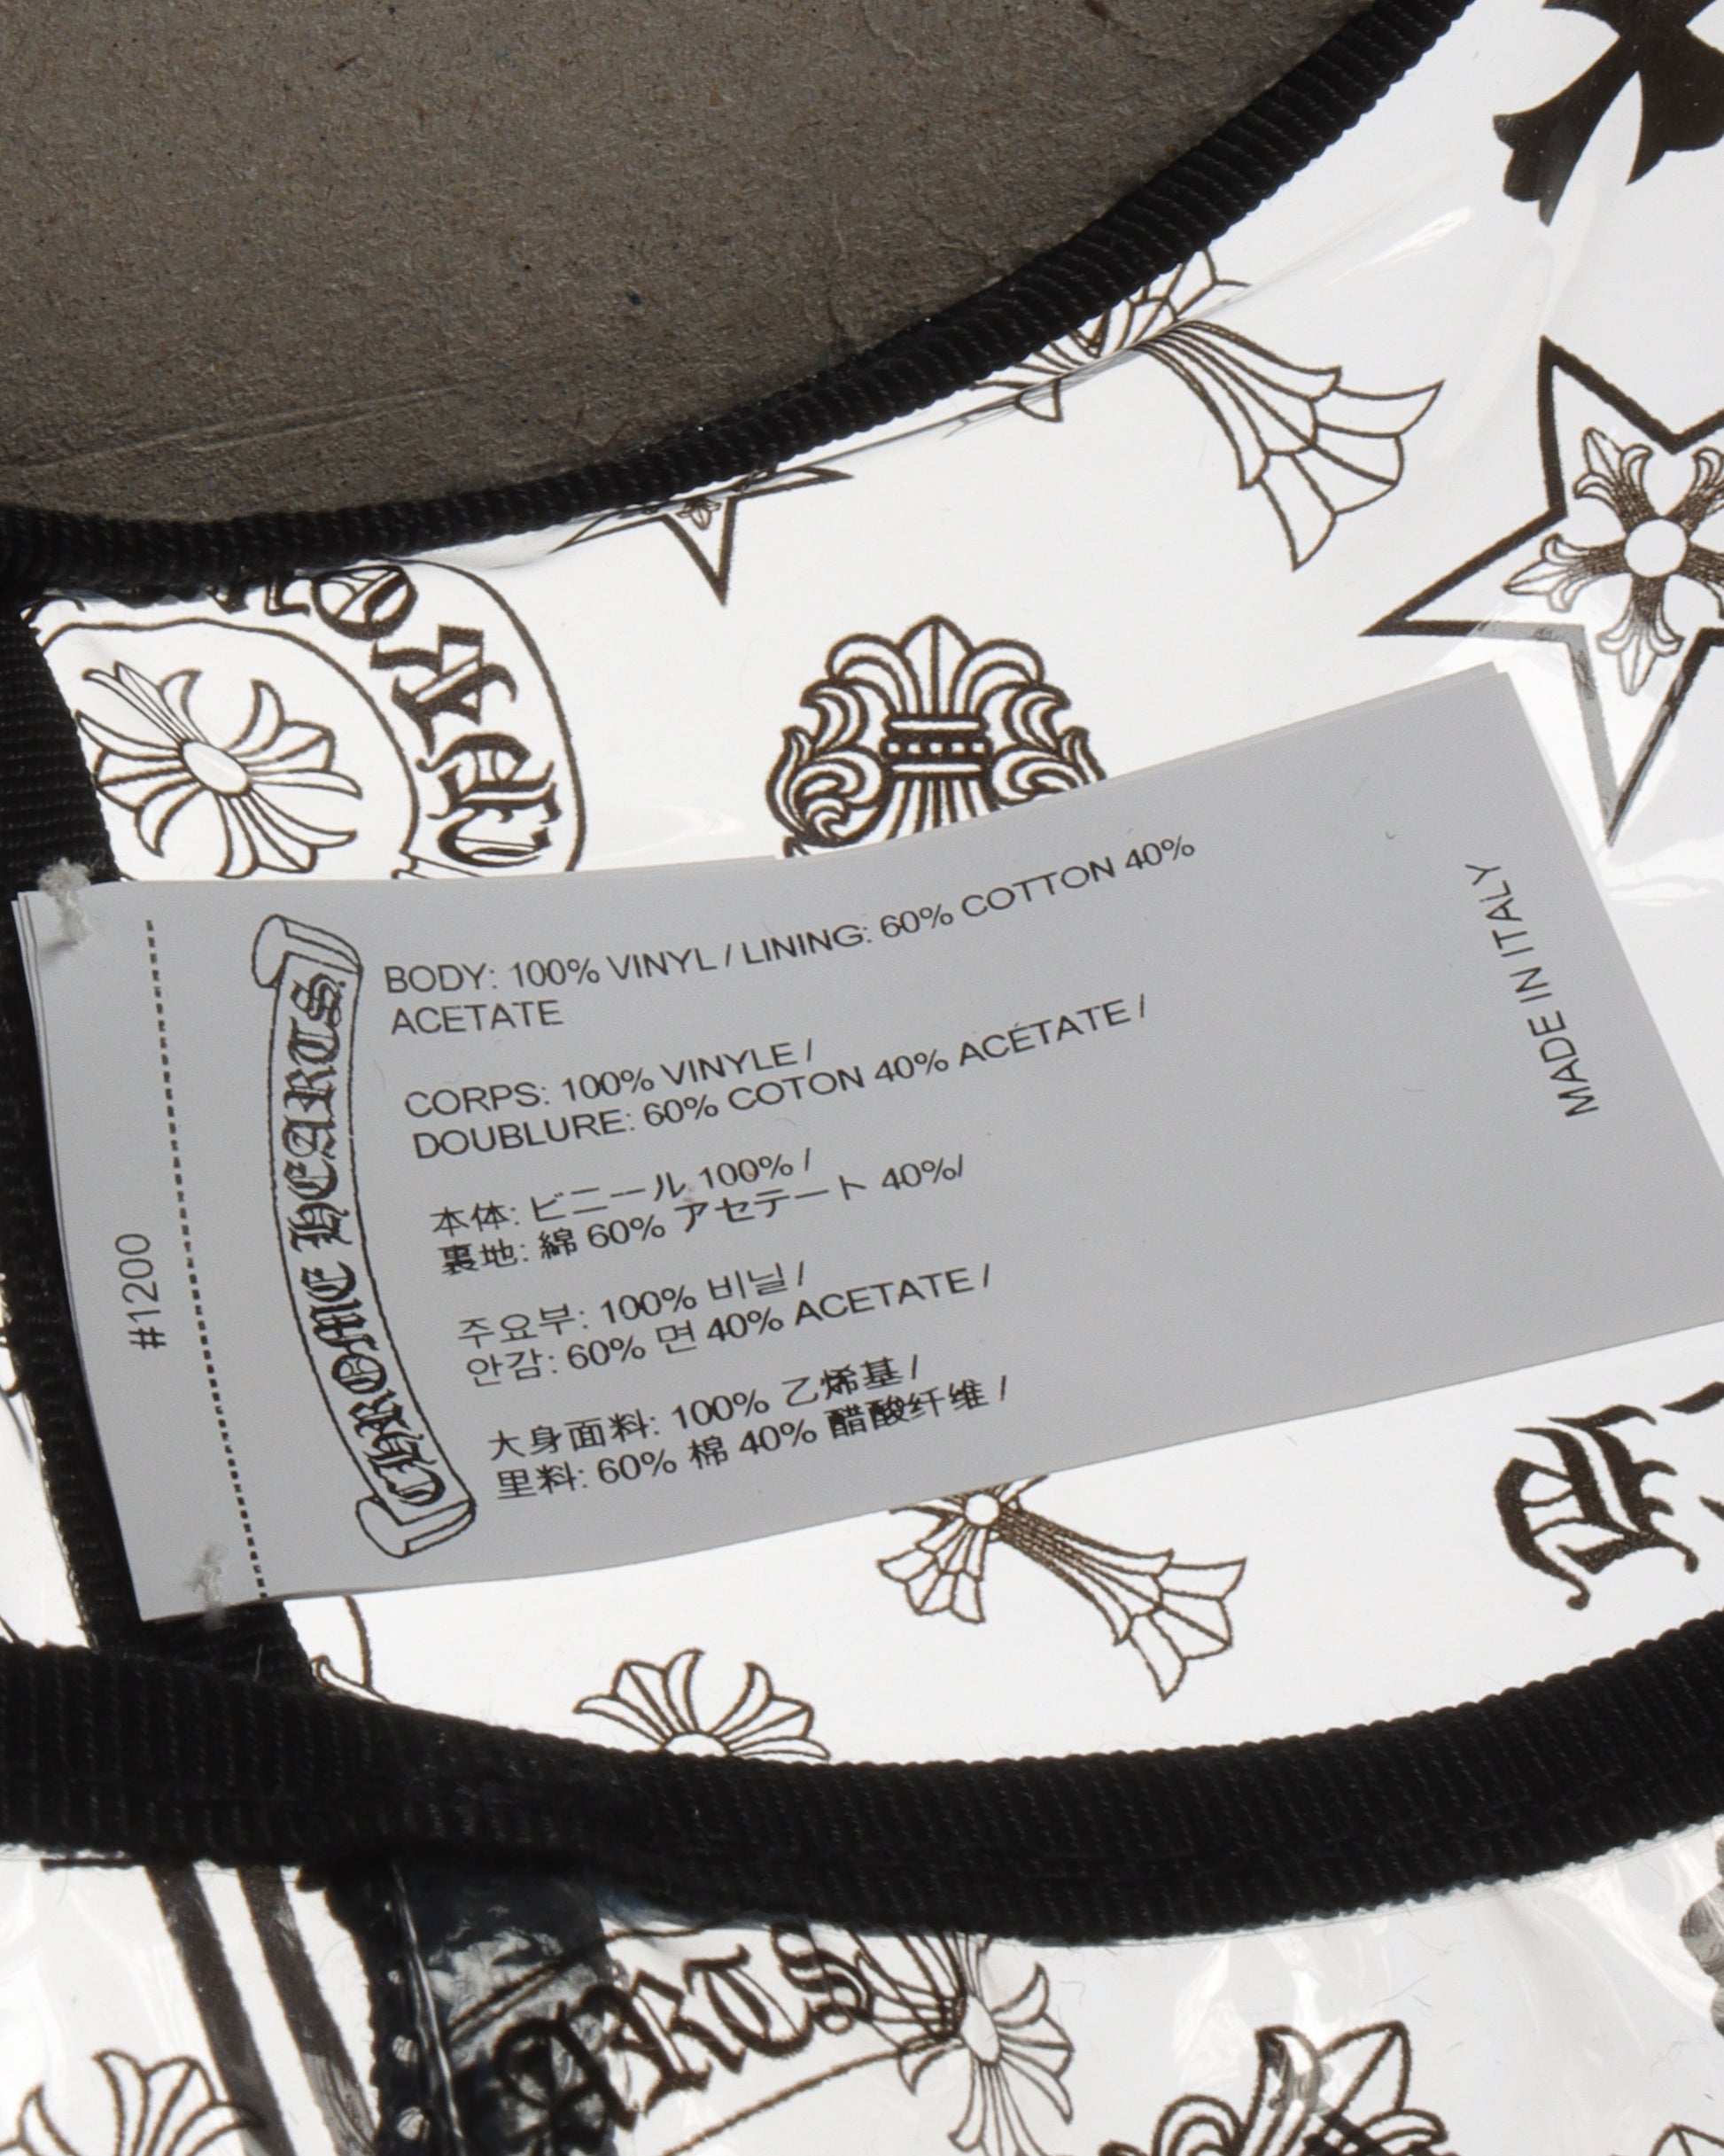 #1200
CHROME HEARTS
BODY: 100% VINYL / LINING: 60% COTTON 40%
ACETATE
CORPS: 100% VINYLE /
DOUBLURE: 60% COTON 40% ACÉTATE /
本体: ビニール 100% /
裏地: 綿 60% アセテート 40%/
주요부: 100% 비닐 /
안감: 60% 면 40% ACETATE /
大身面料: 100% 乙烯基 /
里料: 60% 棉 40% 醋酸纤维 /
MADE IN ITALY
ARTS